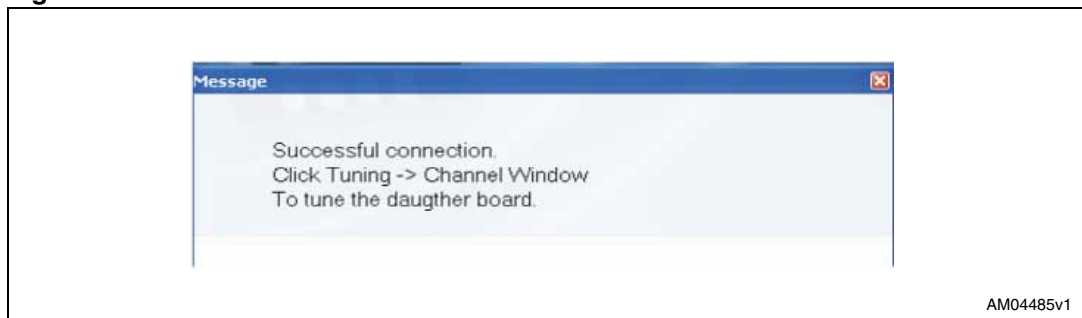 Message
Successful connection.
Click Tuning -> Channel Window
To tune the daugther board.
AM04485v1